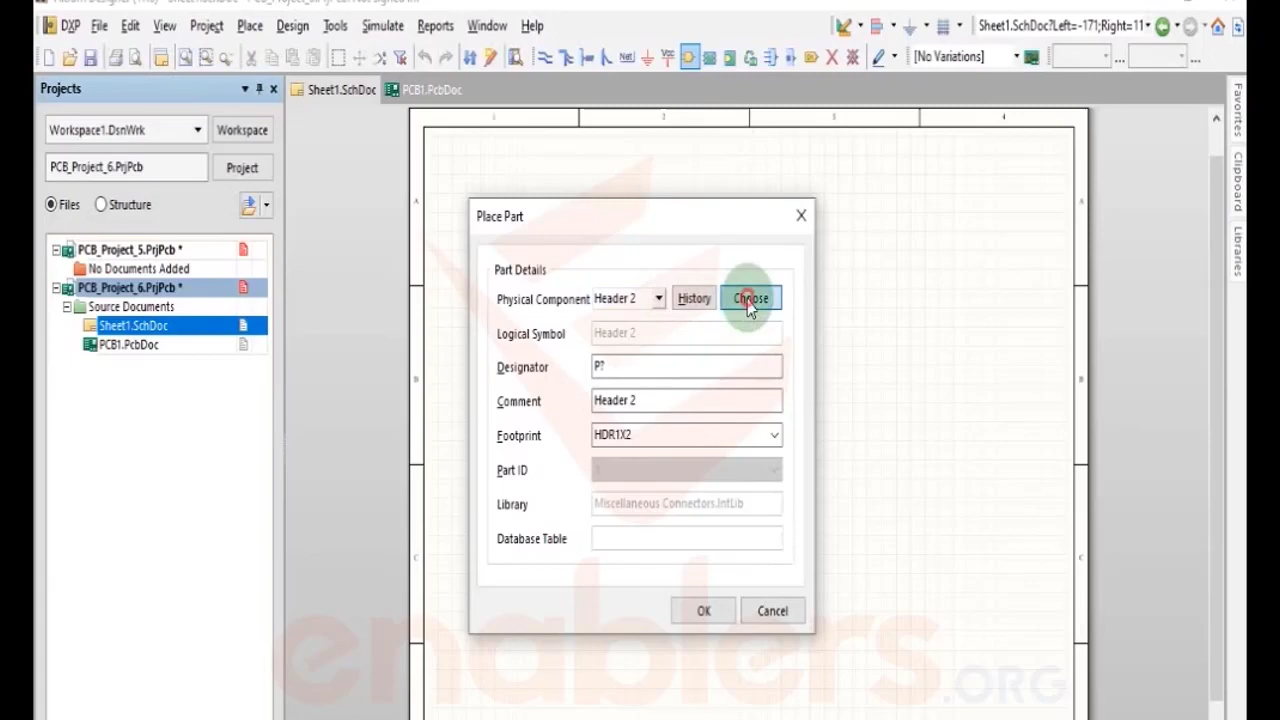 DXP File Edit View Project Place Design Tools Simulate Reports Window Help
Sheet1.SchDoc?Left=-171;Right=11
[No Variations] ... ...
Projects
Sheet1.SchDoc PCB1.PcbDoc
Workspace1.DsnWrk Workspace
PCB_Project_6.PrjPcb Project
Files Structure
PCB_Project_5.PrjPcb *
No Documents Added
PCB_Project_6.PrjPcb *
Source Documents
Sheet1.SchDoc
PCB1.PcbDoc
1 2 3 4
Place Part
Part Details
Physical Component Header 2 History Choose
Logical Symbol Header 2
Designator P?
Comment Header 2
Footprint HDR1X2
Part ID
Library Miscellaneous Connectors.IntLib
Database Table
OK Cancel
Favorites
Clipboard
Libraries
enablers
.ORG